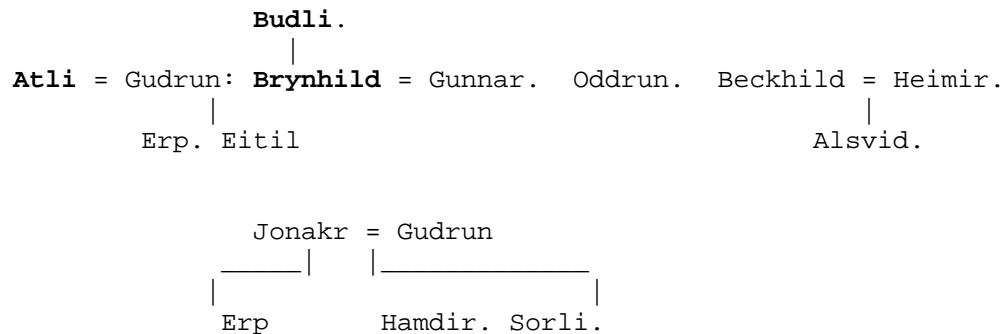 Budli.
Atli = Gudrun: Brynhild = Gunnar. Oddrun. Beckhild = Heimir.
Erp. Eitil Alsvid.
Jonakr = Gudrun
Erp Hamdir. Sorli.